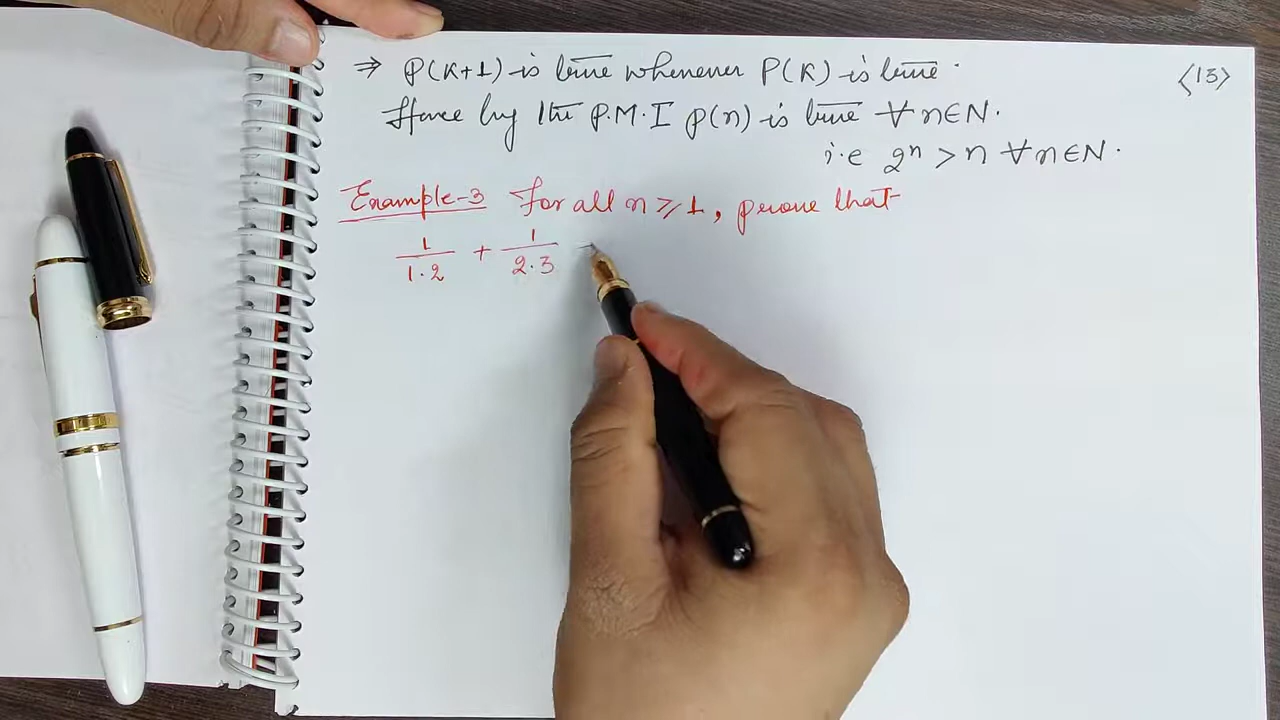 ⇒ P(K+1) is true whenever P(K) is true. ⟨15⟩
Hence by the P.M.I P(n) is true ∀ n∈N.
i.e 2ⁿ > n ∀ n∈N.
Example-3 For all n ≥ 1, prove that
1/1.2 + 1/2.3